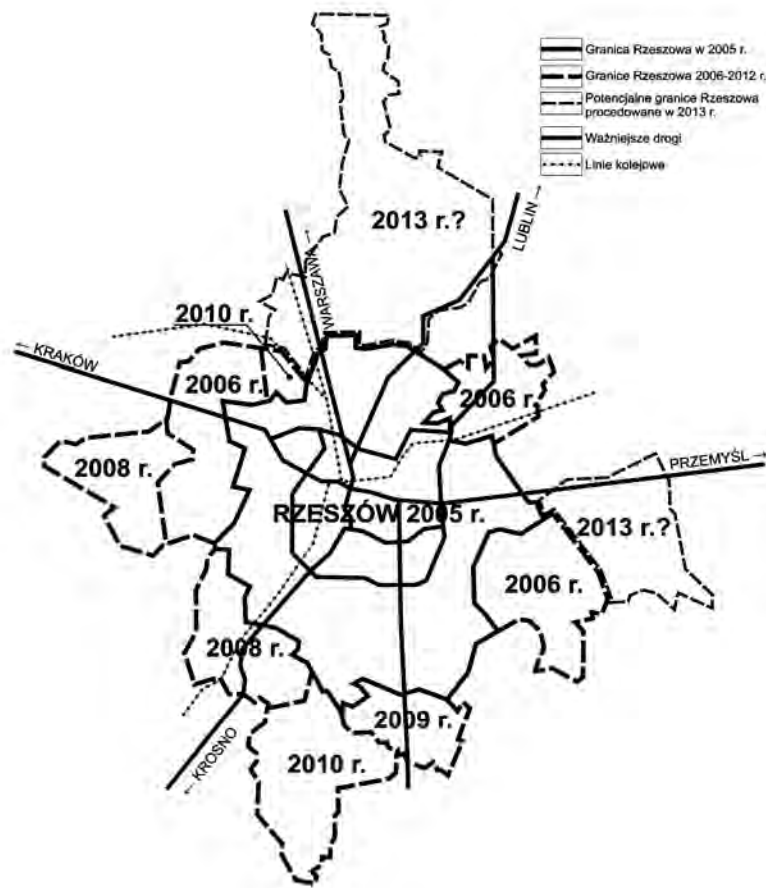 Granica Rzeszowa w 2005 r.
Granice Rzeszowa 2006-2012 r.
Potencjalne granice Rzeszowa
procedowane w 2013 r.
Ważniejsze drogi
Linie kolejowe
2013 r.?
LUBLIN →
WARSZAWA →
2010 r.
← KRAKÓW
2006 r.
2006 r.
2008 r.
PRZEMYŚL →
RZESZÓW 2005 r.
2013 r.?
2006 r.
2008 r.
2009 r.
← KROSNO
2010 r.